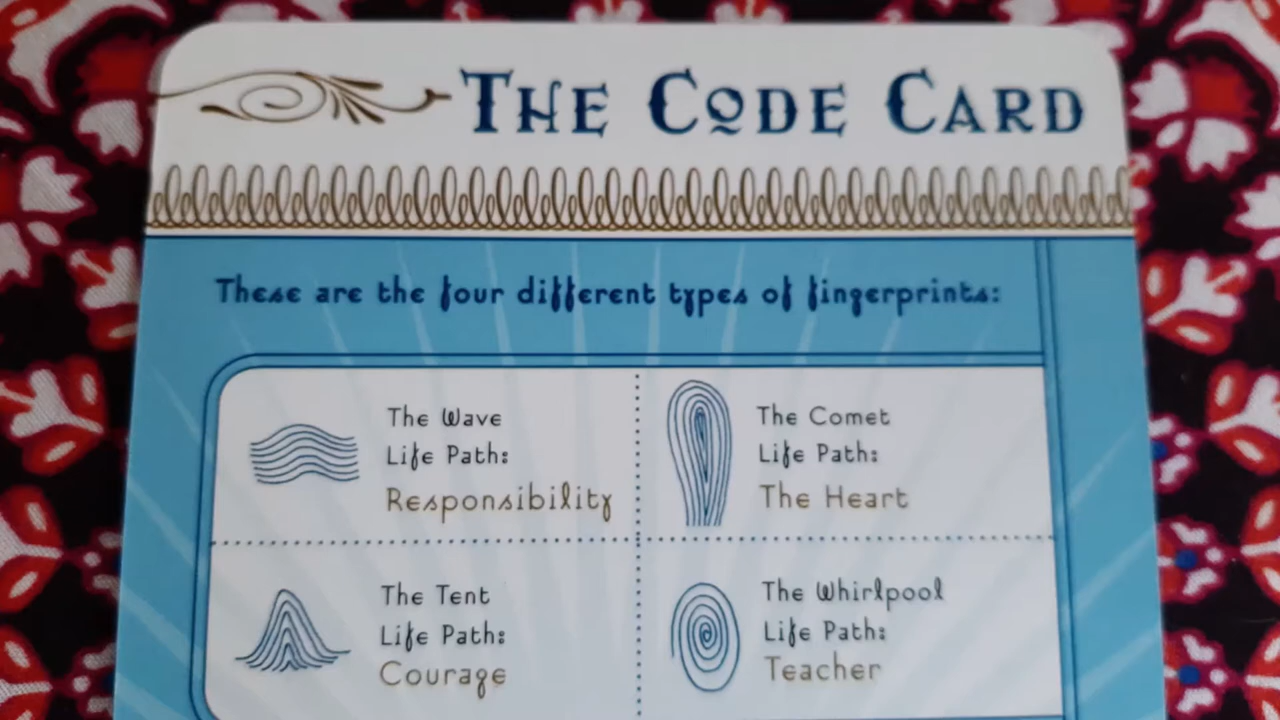 The Code Card
These are the four different types of fingerprints:
The Wave
Life Path:
Responsibility
The Comet
Life Path:
The Heart
The Tent
Life Path:
Courage
The Whirlpool
Life Path:
Teacher